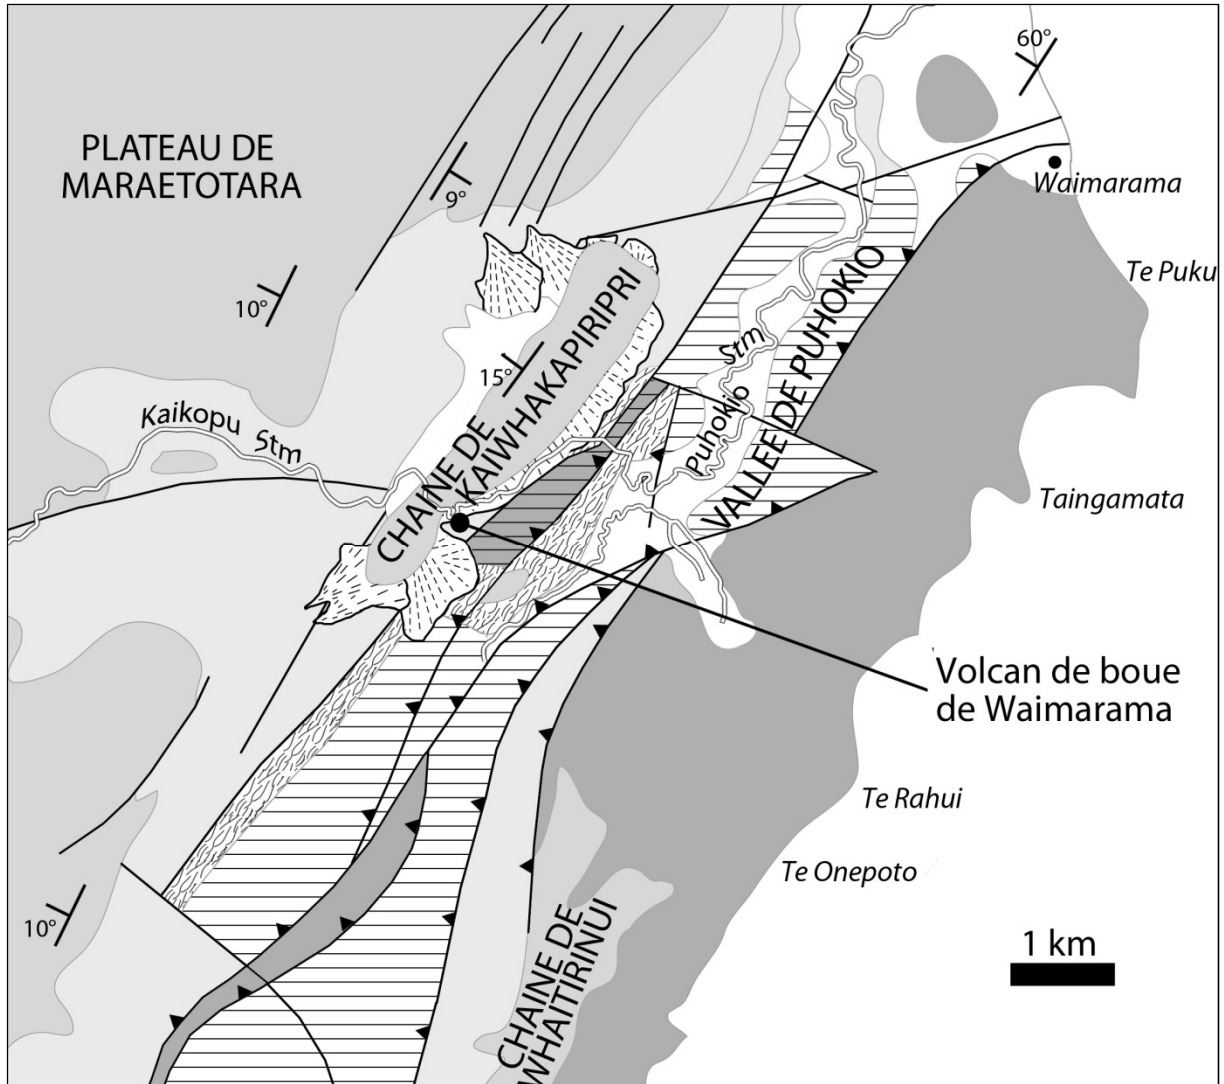 60°
PLATEAU DE
MARAETOTARA
9°
Waimarama
10°
Te Puku
CHAINE DE
KAIWHAKAPIRIPRI
15°
Puhokio Stm
VALLEE DE PUHOKIO
Kaikopu Stm
Taingamata
Volcan de boue
de Waimarama
Te Rahui
Te Onepoto
10°
CHAINE DE
WHAITIRINUI
1 km